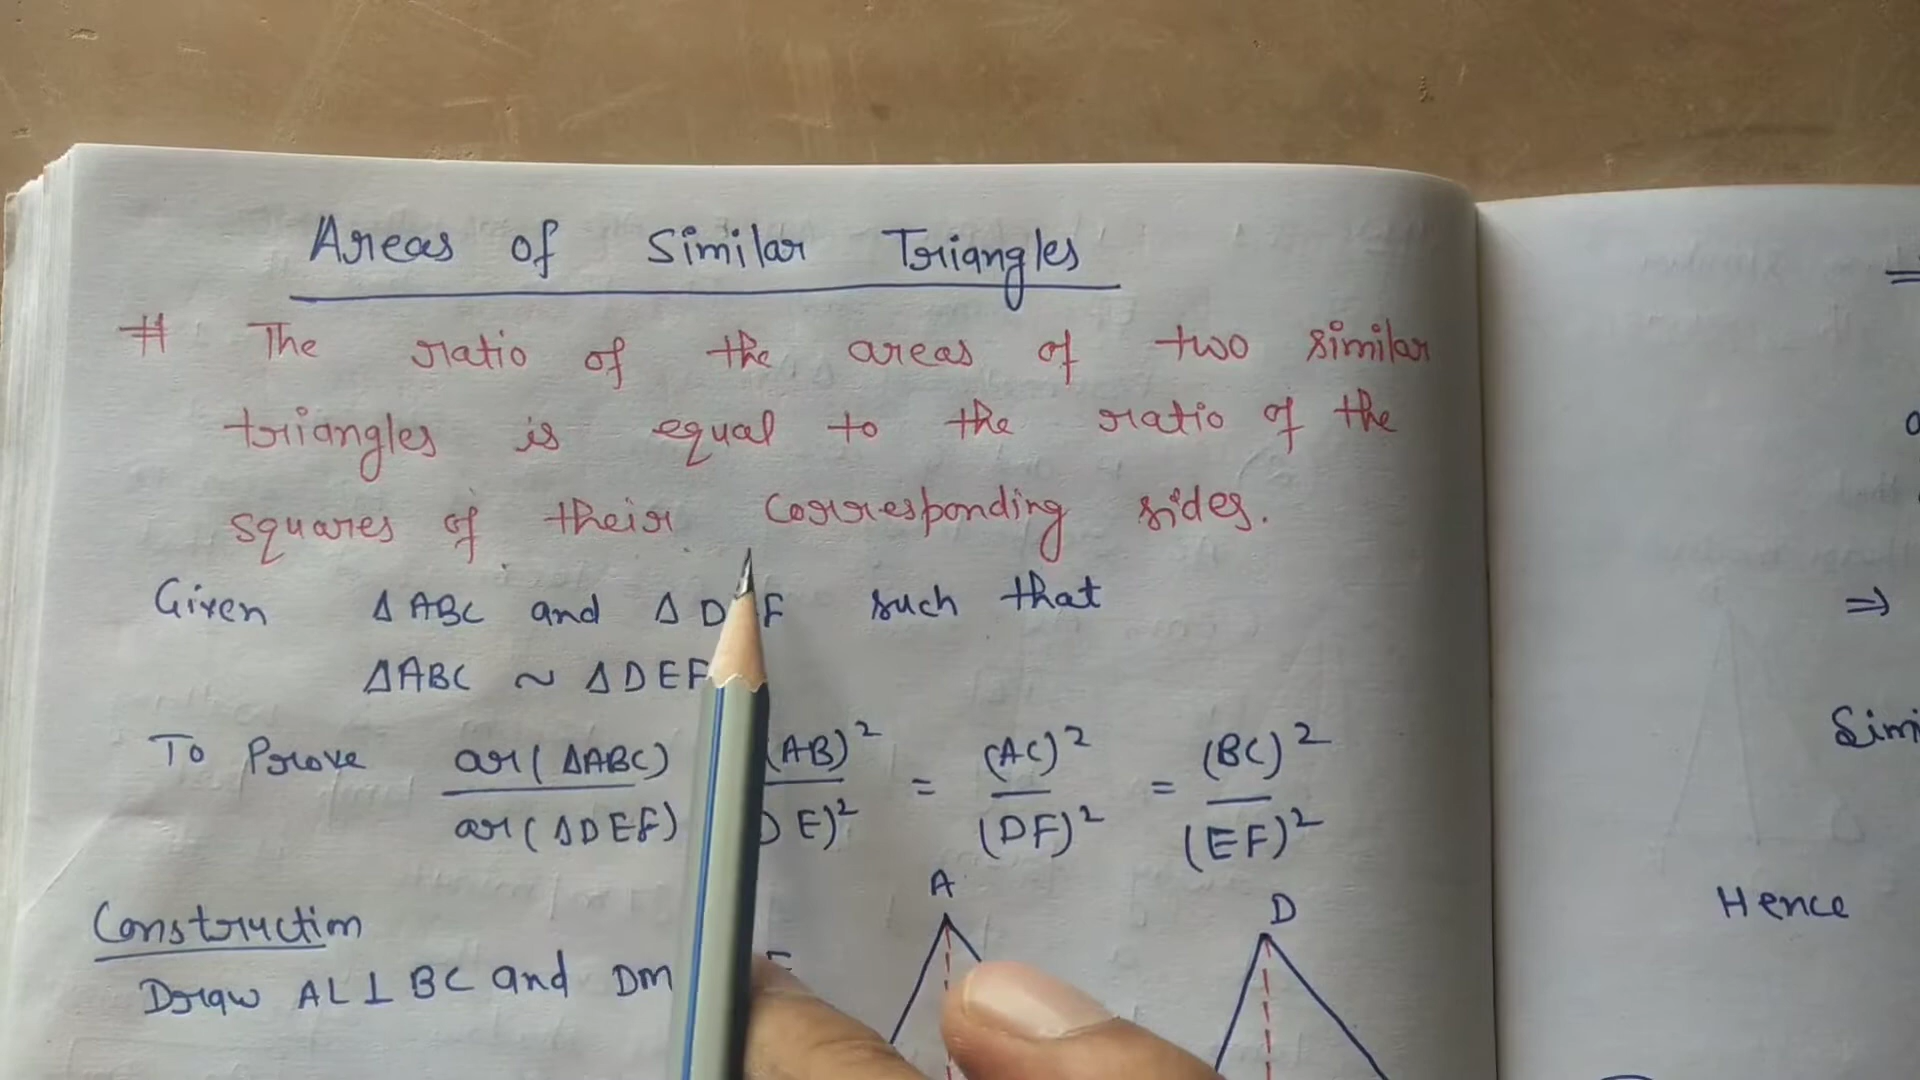 Areas of Similar Triangles
# The ratio of the areas of two similar
triangles is equal to the ratio of the
squares of their corresponding sides.
Given ΔABC and ΔD F such that
ΔABC ~ ΔDEF
To Prove ar(ΔABC) (AB)² = (AC)² = (BC)²
ar(ΔDEF) DE)² (DF)² (EF)²
Construction
Draw AL⊥BC and DM
A
D
⇒
Simi
Hence